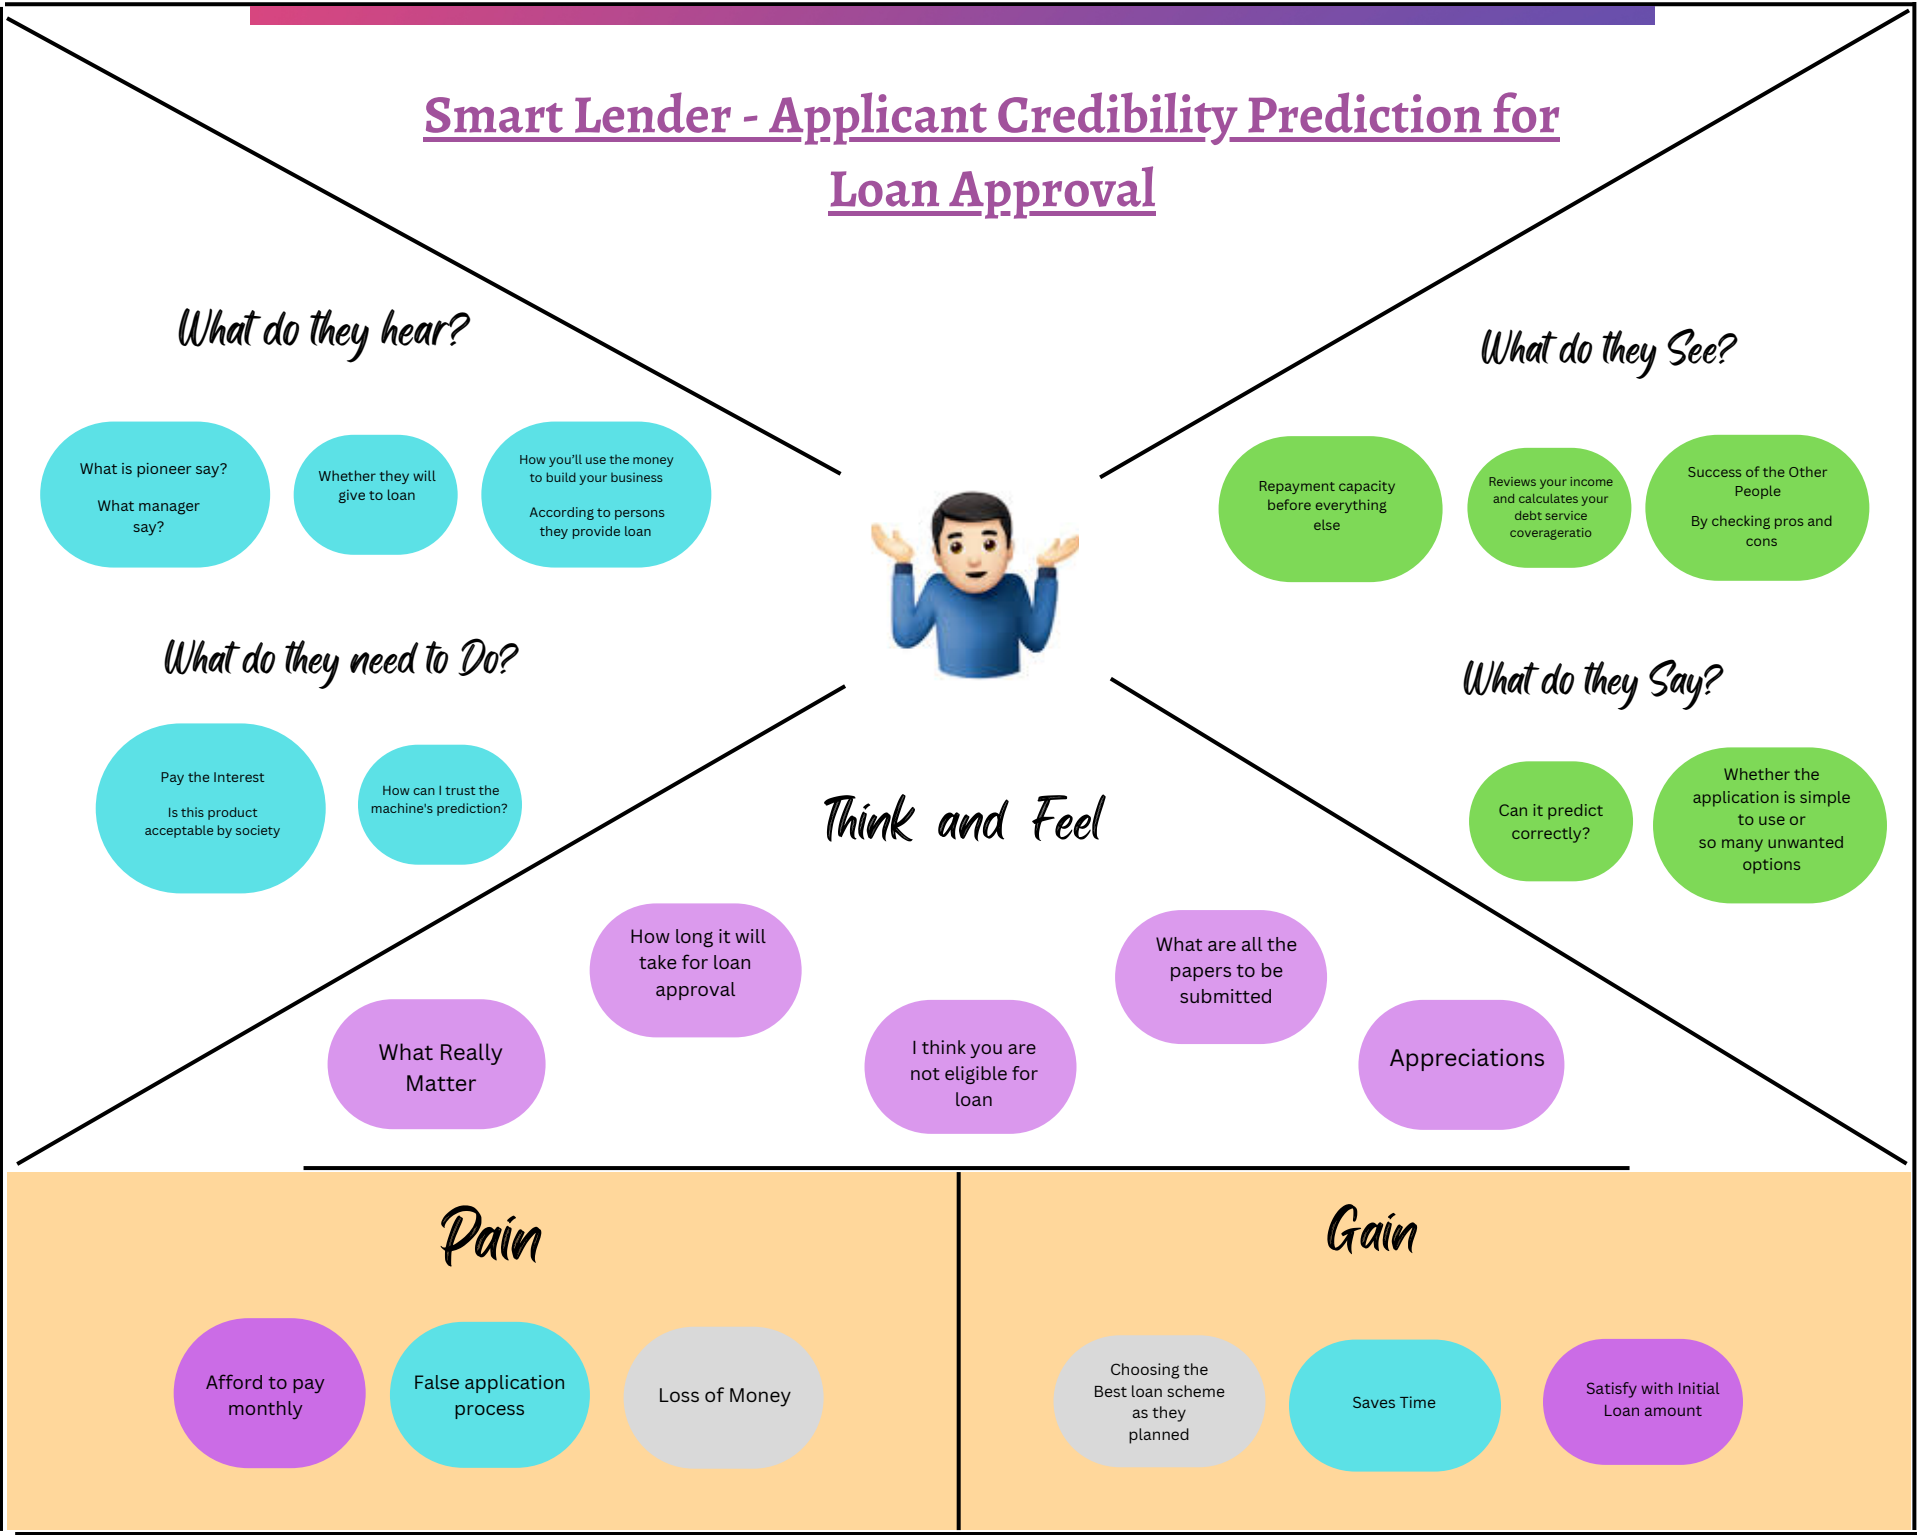 Smart Lender - Applicant Credibility Prediction for
Loan Approval
What do they hear?
What is pioneer say?
What manager
say?
Whether they will
give to loan
How you’ll use the money
to build your business
According to persons
they provide loan
What do they See?
Repayment capacity
before everything
else
Reviews your income
and calculates your
debt service
coverageratio
Success of the Other
People
By checking pros and
cons
What do they need to Do?
Pay the Interest
Is this product
acceptable by society
How can I trust the
machine's prediction?
What do they Say?
Can it predict
correctly?
Whether the
application is simple
to use or
so many unwanted
options
Think and Feel
What Really
Matter
How long it will
take for loan
approval
I think you are
not eligible for
loan
What are all the
papers to be
submitted
Appreciations
Pain
Afford to pay
monthly
False application
process
Loss of Money
Gain
Choosing the
Best loan scheme
as they
planned
Saves Time
Satisfy with Initial
Loan amount